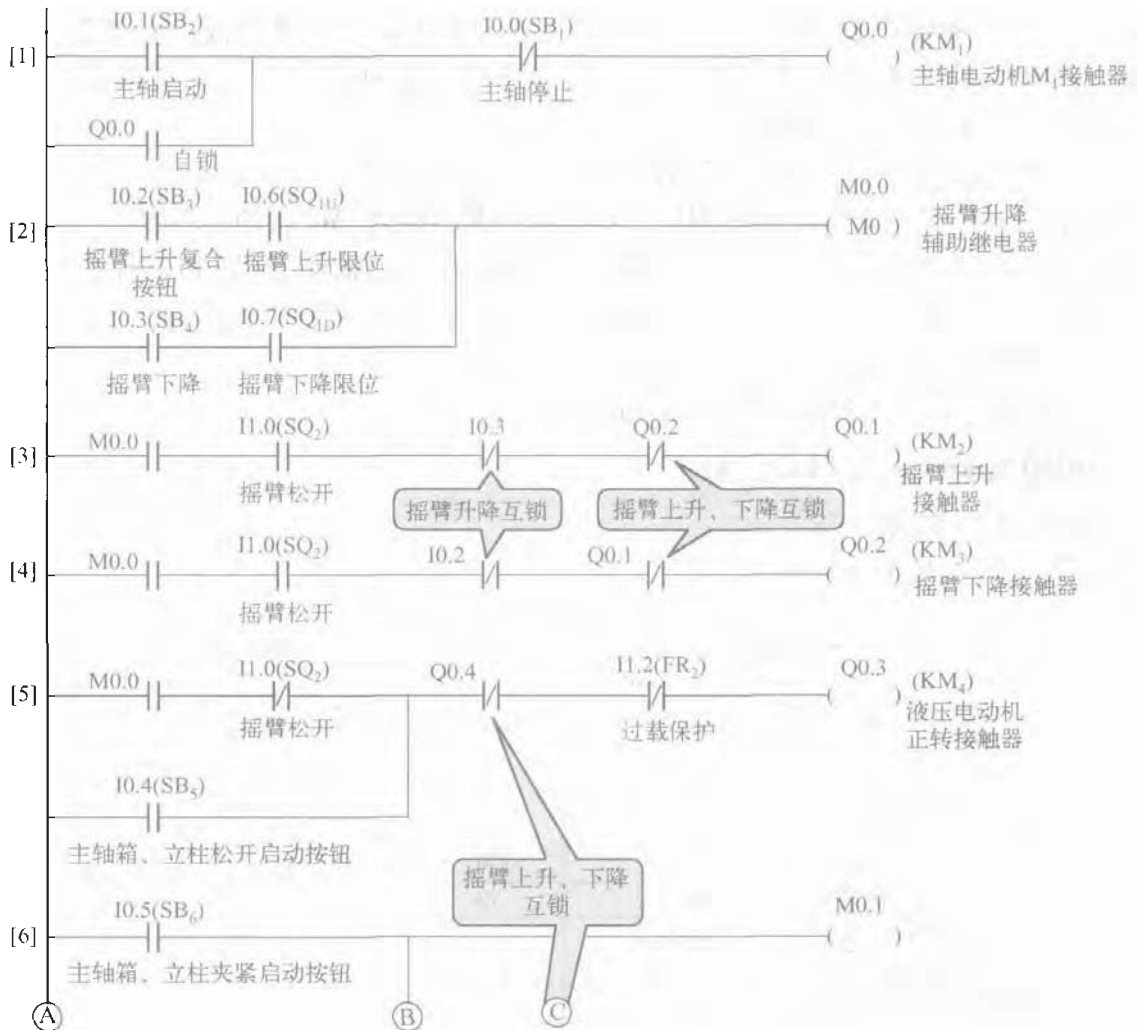 I0.1(SB₂)
I0.0(SB₁)
Q0.0
[1]
(KM₁)
主轴启动
主轴停止
主轴电动机M₁接触器
Q0.0
自锁
I0.2(SB₃)
I0.6(SQ₁ᵤ)
M0.0
[2]
M0
摇臂升降
辅助继电器
摇臂上升复合
按钮
摇臂上升限位
I0.3(SB₄)
I0.7(SQ₁D)
摇臂下降
摇臂下降限位
[3]
M0.0
I1.0(SQ₂)
I0.3
Q0.2
Q0.1
(KM₂)
摇臂松开
摇臂上升
接触器
摇臂升降互锁
摇臂上升、下降互锁
[4]
M0.0
I1.0(SQ₂)
I0.2
Q0.1
Q0.2
(KM₃)
摇臂松开
摇臂下降接触器
[5]
M0.0
I1.0(SQ₂)
Q0.4
I1.2(FR₂)
Q0.3
(KM₄)
摇臂松开
过载保护
液压电动机
正转接触器
I0.4(SB₅)
主轴箱、立柱松开启动按钮
摇臂上升、下降
互锁
I0.5(SB₆)
M0.1
[6]
主轴箱、立柱夹紧启动按钮
A
B
C